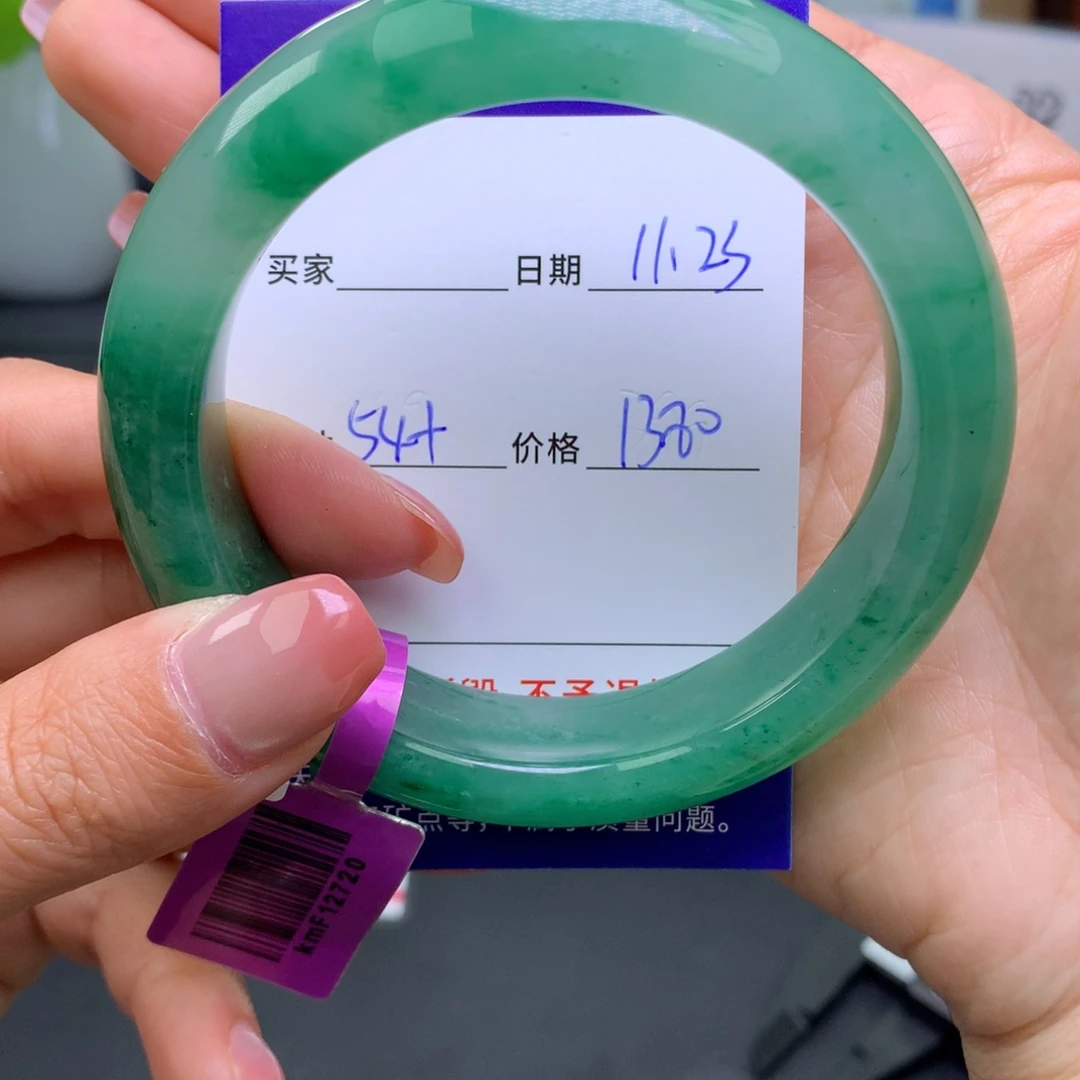 买家 日期 11.25
54+ 价格 1380
不予退
矿点等，不属于质量问题。
kmF12720